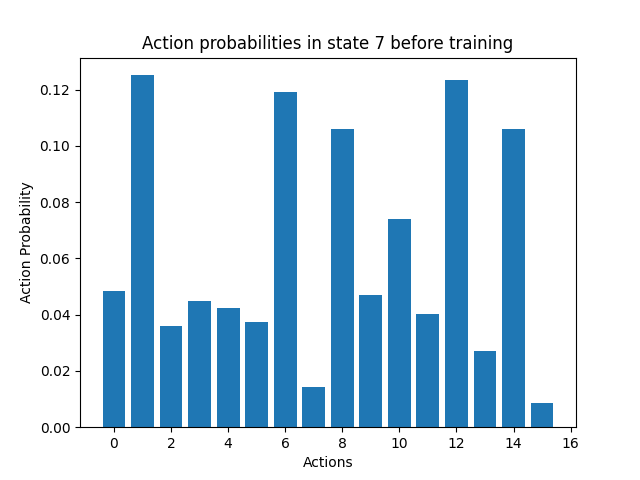 Action probabilities in state 7 before training
0.12
0.10
0.08
0.06
0.04
0.02
0.00
Action Probability
0 2 4 6 8 10 12 14 16
Actions